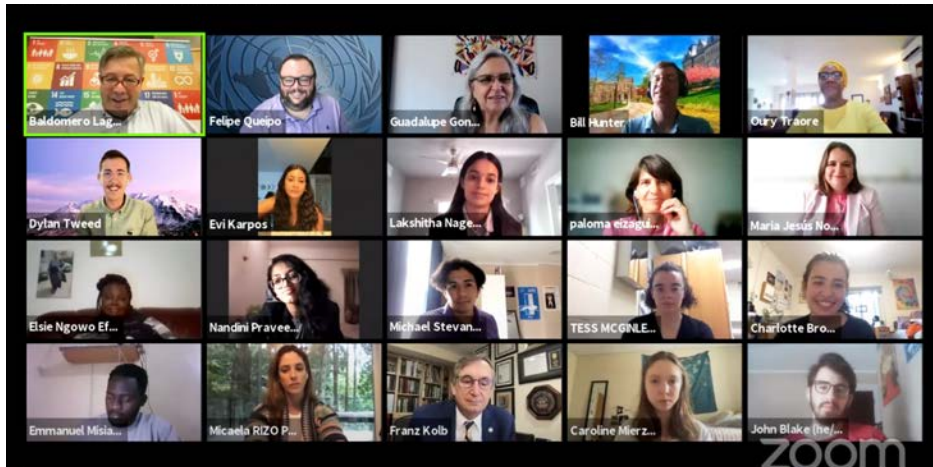 Baldomero Lag...
Felipe Queipo
Guadalupe Gon...
Bill Hunter
Oury Traore
Dylan Tweed
Evi Karpos
Lakshitha Nage...
paloma eizagui...
Maria Jesús No...
Elsie Ngowo Ef...
Nandini Pravee...
Michael Stevan...
TESS MCGINLE...
Charlotte Bro...
Emmanuel Misia...
Micaela RIZO P...
Franz Kolb
Caroline Mierz...
John Blake (he/...
zoom